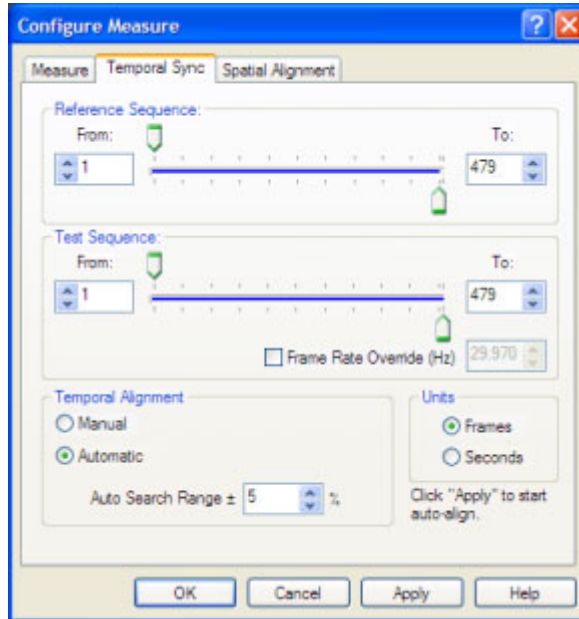 Configure Measure
Measure Temporal Sync Spatial Alignment
Reference Sequence:
From: To:
1 479
Test Sequence:
From: To:
1 479
Frame Rate Override (Hz) 29.970
Temporal Alignment
Manual
Automatic
Auto Search Range ± 5 %
Units
Frames
Seconds
Click "Apply" to start
auto-align.
OK Cancel Apply Help